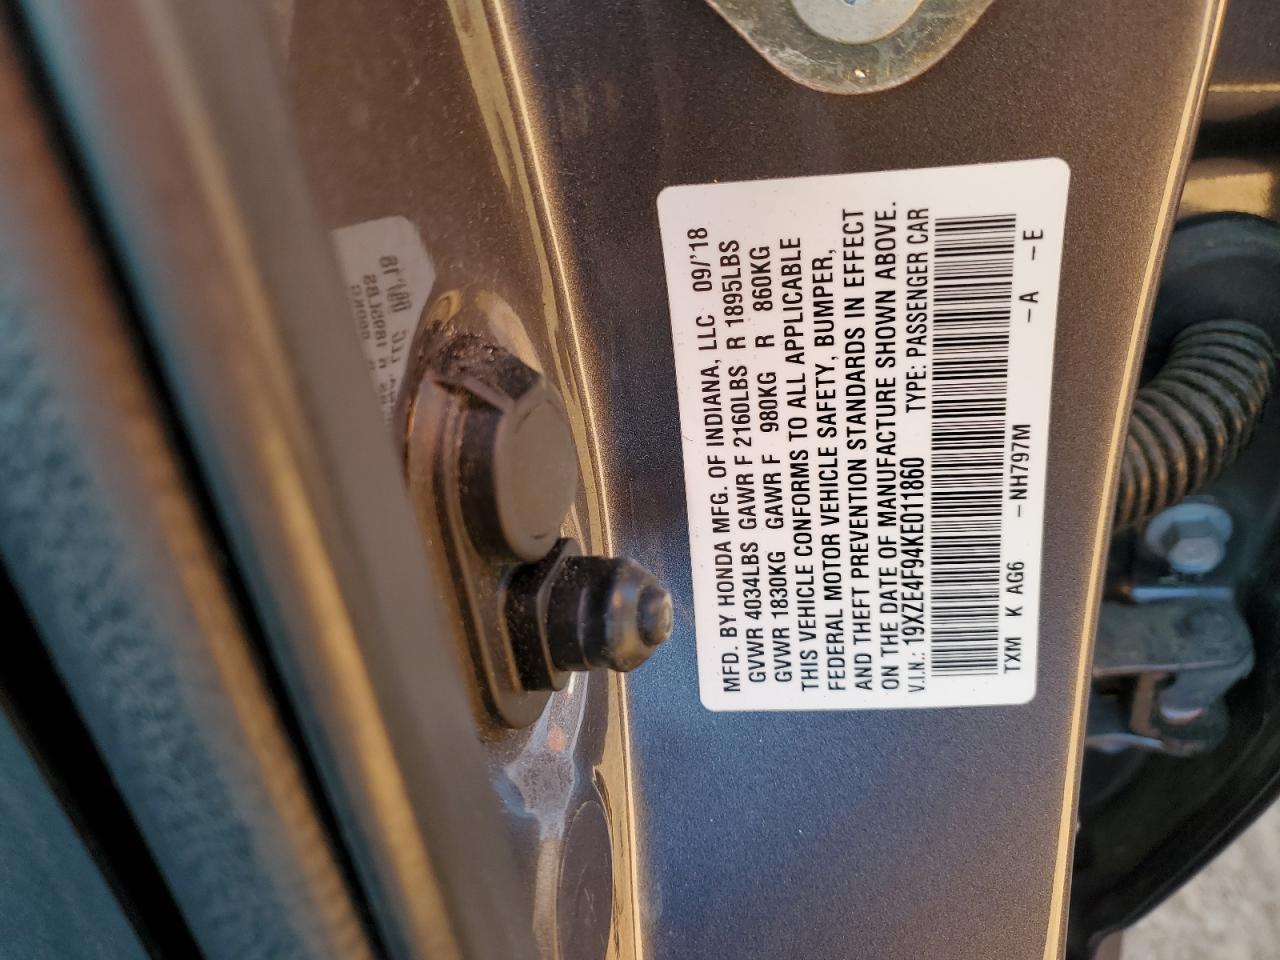 MFD. BY HONDA MFG. OF INDIANA, LLC 09/'18
GVWR 4034LBS GAWR F 2160LBS R 1895LBS
GVWR 1830KG GAWR F 980KG R 860KG
THIS VEHICLE CONFORMS TO ALL APPLICABLE
FEDERAL MOTOR VEHICLE SAFETY, BUMPER,
AND THEFT PREVENTION STANDARDS IN EFFECT
ON THE DATE OF MANUFACTURE SHOWN ABOVE.
V.I.N.: 19XZE4F94KE011860 TYPE: PASSENGER CAR
TXM K AG6 -NH797M -A -E